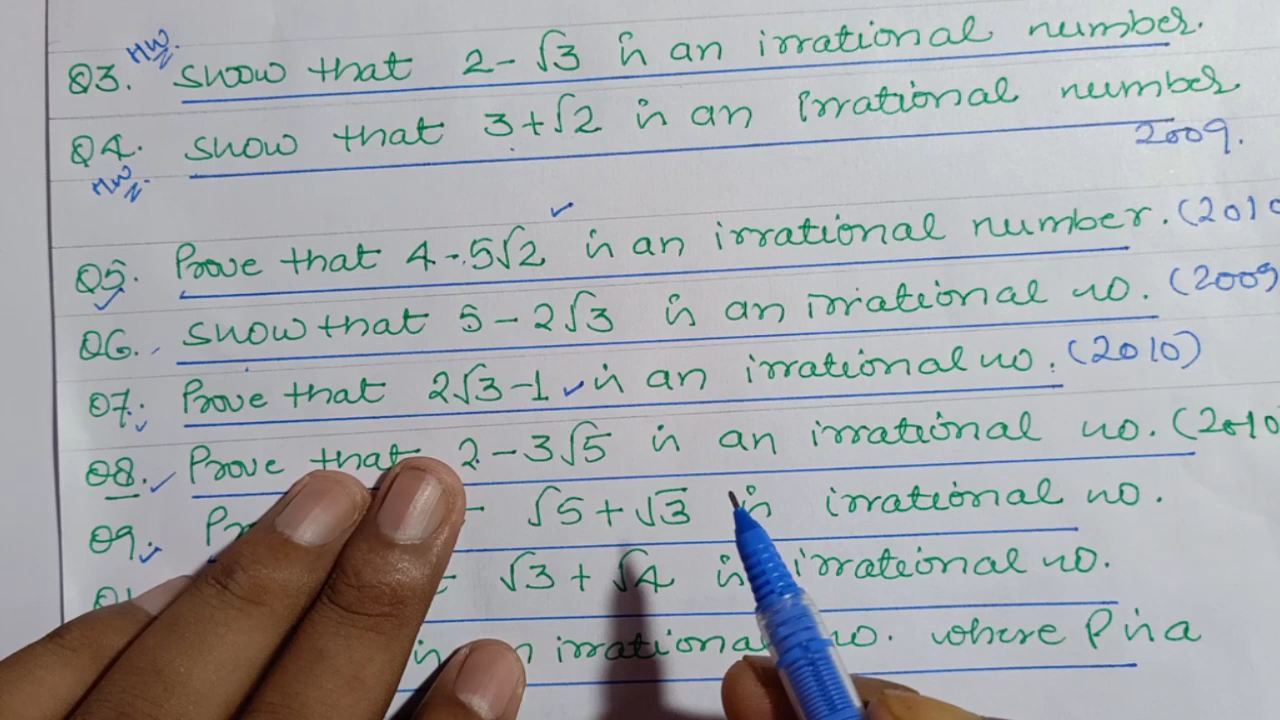 Q3. HW N. Show that 2-√3 is an irrational number.
Q4. HW N. Show that 3+√2 is an irrational number
2009.
Q5. Prove that 4-5√2 is an irrational number. (2010
Q6. Show that 5-2√3 is an irrational no. (2009
Q7. Prove that 2√3-1 is an irrational no. (2010)
Q8. Prove that 2-3√5 is an irrational no. (2010
Q9. √5+√3 is irrational no.
√3+√4 is irrational no.
is irrational no. where P is a